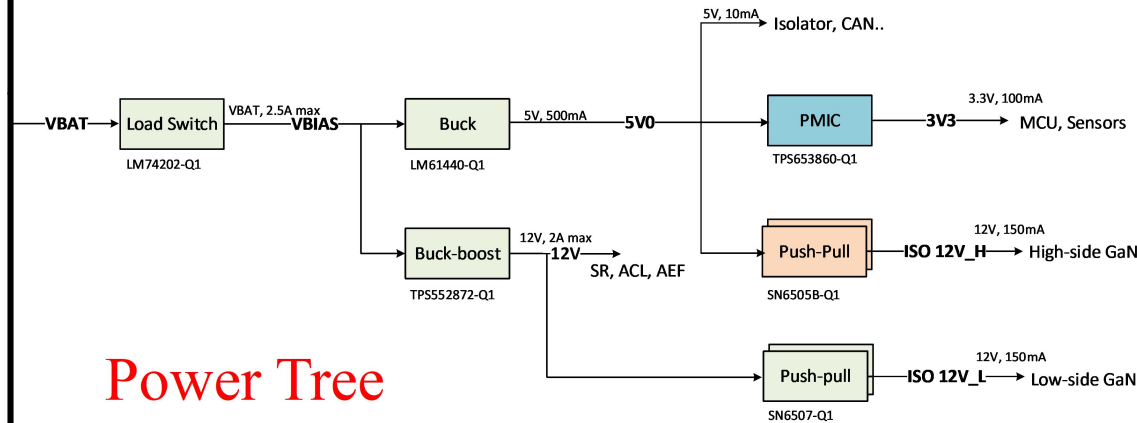 5V, 10mA
Isolator, CAN..
VBAT
Load Switch
LM74202-Q1
VBAT, 2.5A max
VBIAS
Buck
LM61440-Q1
5V, 500mA
5V0
PMIC
TPS653860-Q1
3.3V, 100mA
3V3
MCU, Sensors
Buck-boost
TPS552872-Q1
12V, 2A max
12V
SR, ACL, AEF
Push-Pull
SN6505B-Q1
12V, 150mA
ISO 12V_H
High-side GaN
Push-pull
SN6507-Q1
12V, 150mA
ISO 12V_L
Low-side GaN
Power Tree